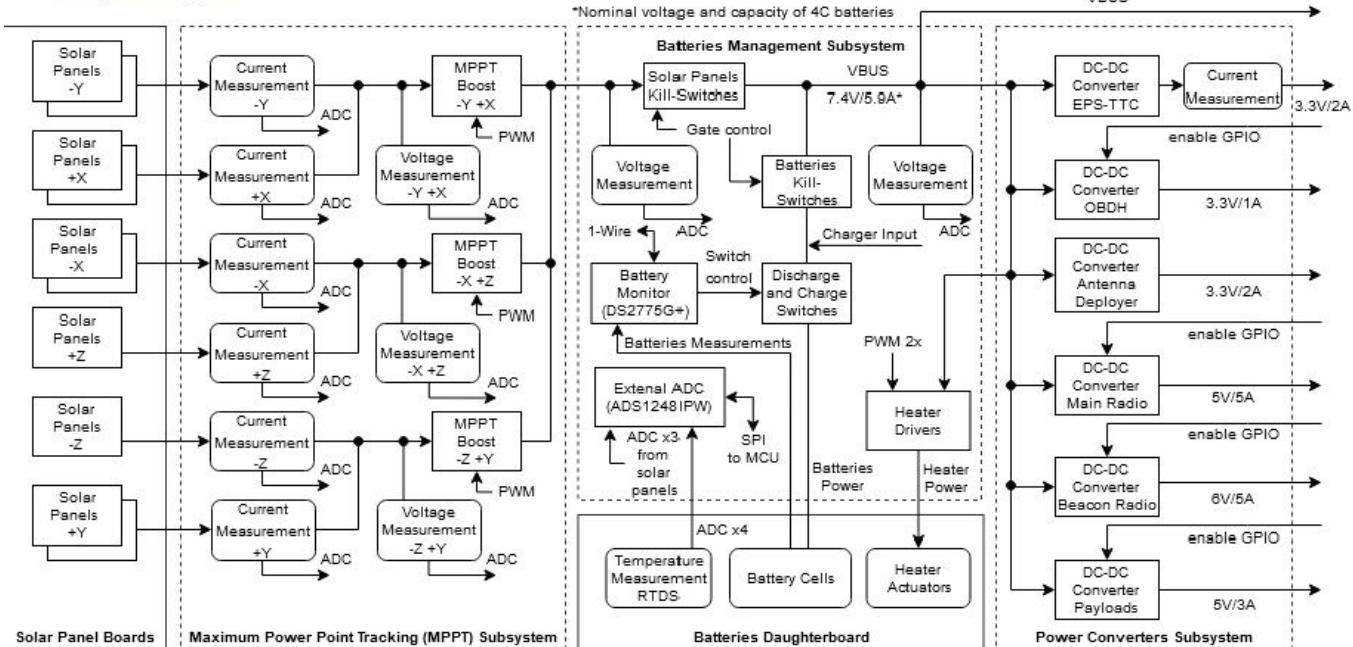 *Nominal voltage and capacity of 4C batteries
VBUS
Solar
Panels
-Y
Solar
Panels
+X
Solar
Panels
-X
Solar
Panels
+Z
Solar
Panels
-Z
Solar
Panels
+Y
Solar Panel Boards
Current
Measurement
-Y
ADC
Current
Measurement
+X
ADC
Current
Measurement
-X
ADC
Current
Measurement
+Z
ADC
Current
Measurement
-Z
ADC
Current
Measurement
+Y
ADC
MPPT
Boost
-Y +X
PWM
Voltage
Measurement
-Y +X
ADC
MPPT
Boost
-X +Z
PWM
Voltage
Measurement
-X +Z
ADC
MPPT
Boost
-Z +Y
PWM
Voltage
Measurement
-Z +Y
ADC
Maximum Power Point Tracking (MPPT) Subsystem
Batteries Management Subsystem
Solar Panels
Kill-Switches
VBUS
7.4V/5.9A*
Gate control
Voltage
Measurement
ADC
Batteries
Kill-
Switches
Voltage
Measurement
ADC
1-Wire
Charger Input
Switch
control
Battery
Monitor
(DS2775G+)
Discharge
and Charge
Switches
Batteries Measurements
PWM 2x
Extenal ADC
(ADS1248IPW)
Heater
Drivers
ADC x3
from
solar
panels
SPI
to MCU
Batteries
Power
Heater
Power
ADC x4
Temperature
Measurement
RTDS
Battery Cells
Heater
Actuators
Batteries Daughterboard
DC-DC
Converter
EPS-TTC
Current
Measurement
3.3V/2A
enable GPIO
DC-DC
Converter
OBDH
3.3V/1A
DC-DC
Converter
Antenna
Deployer
3.3V/2A
enable GPIO
DC-DC
Converter
Main Radio
5V/5A
enable GPIO
DC-DC
Converter
Beacon Radio
6V/5A
enable GPIO
DC-DC
Converter
Payloads
5V/3A
Power Converters Subsystem